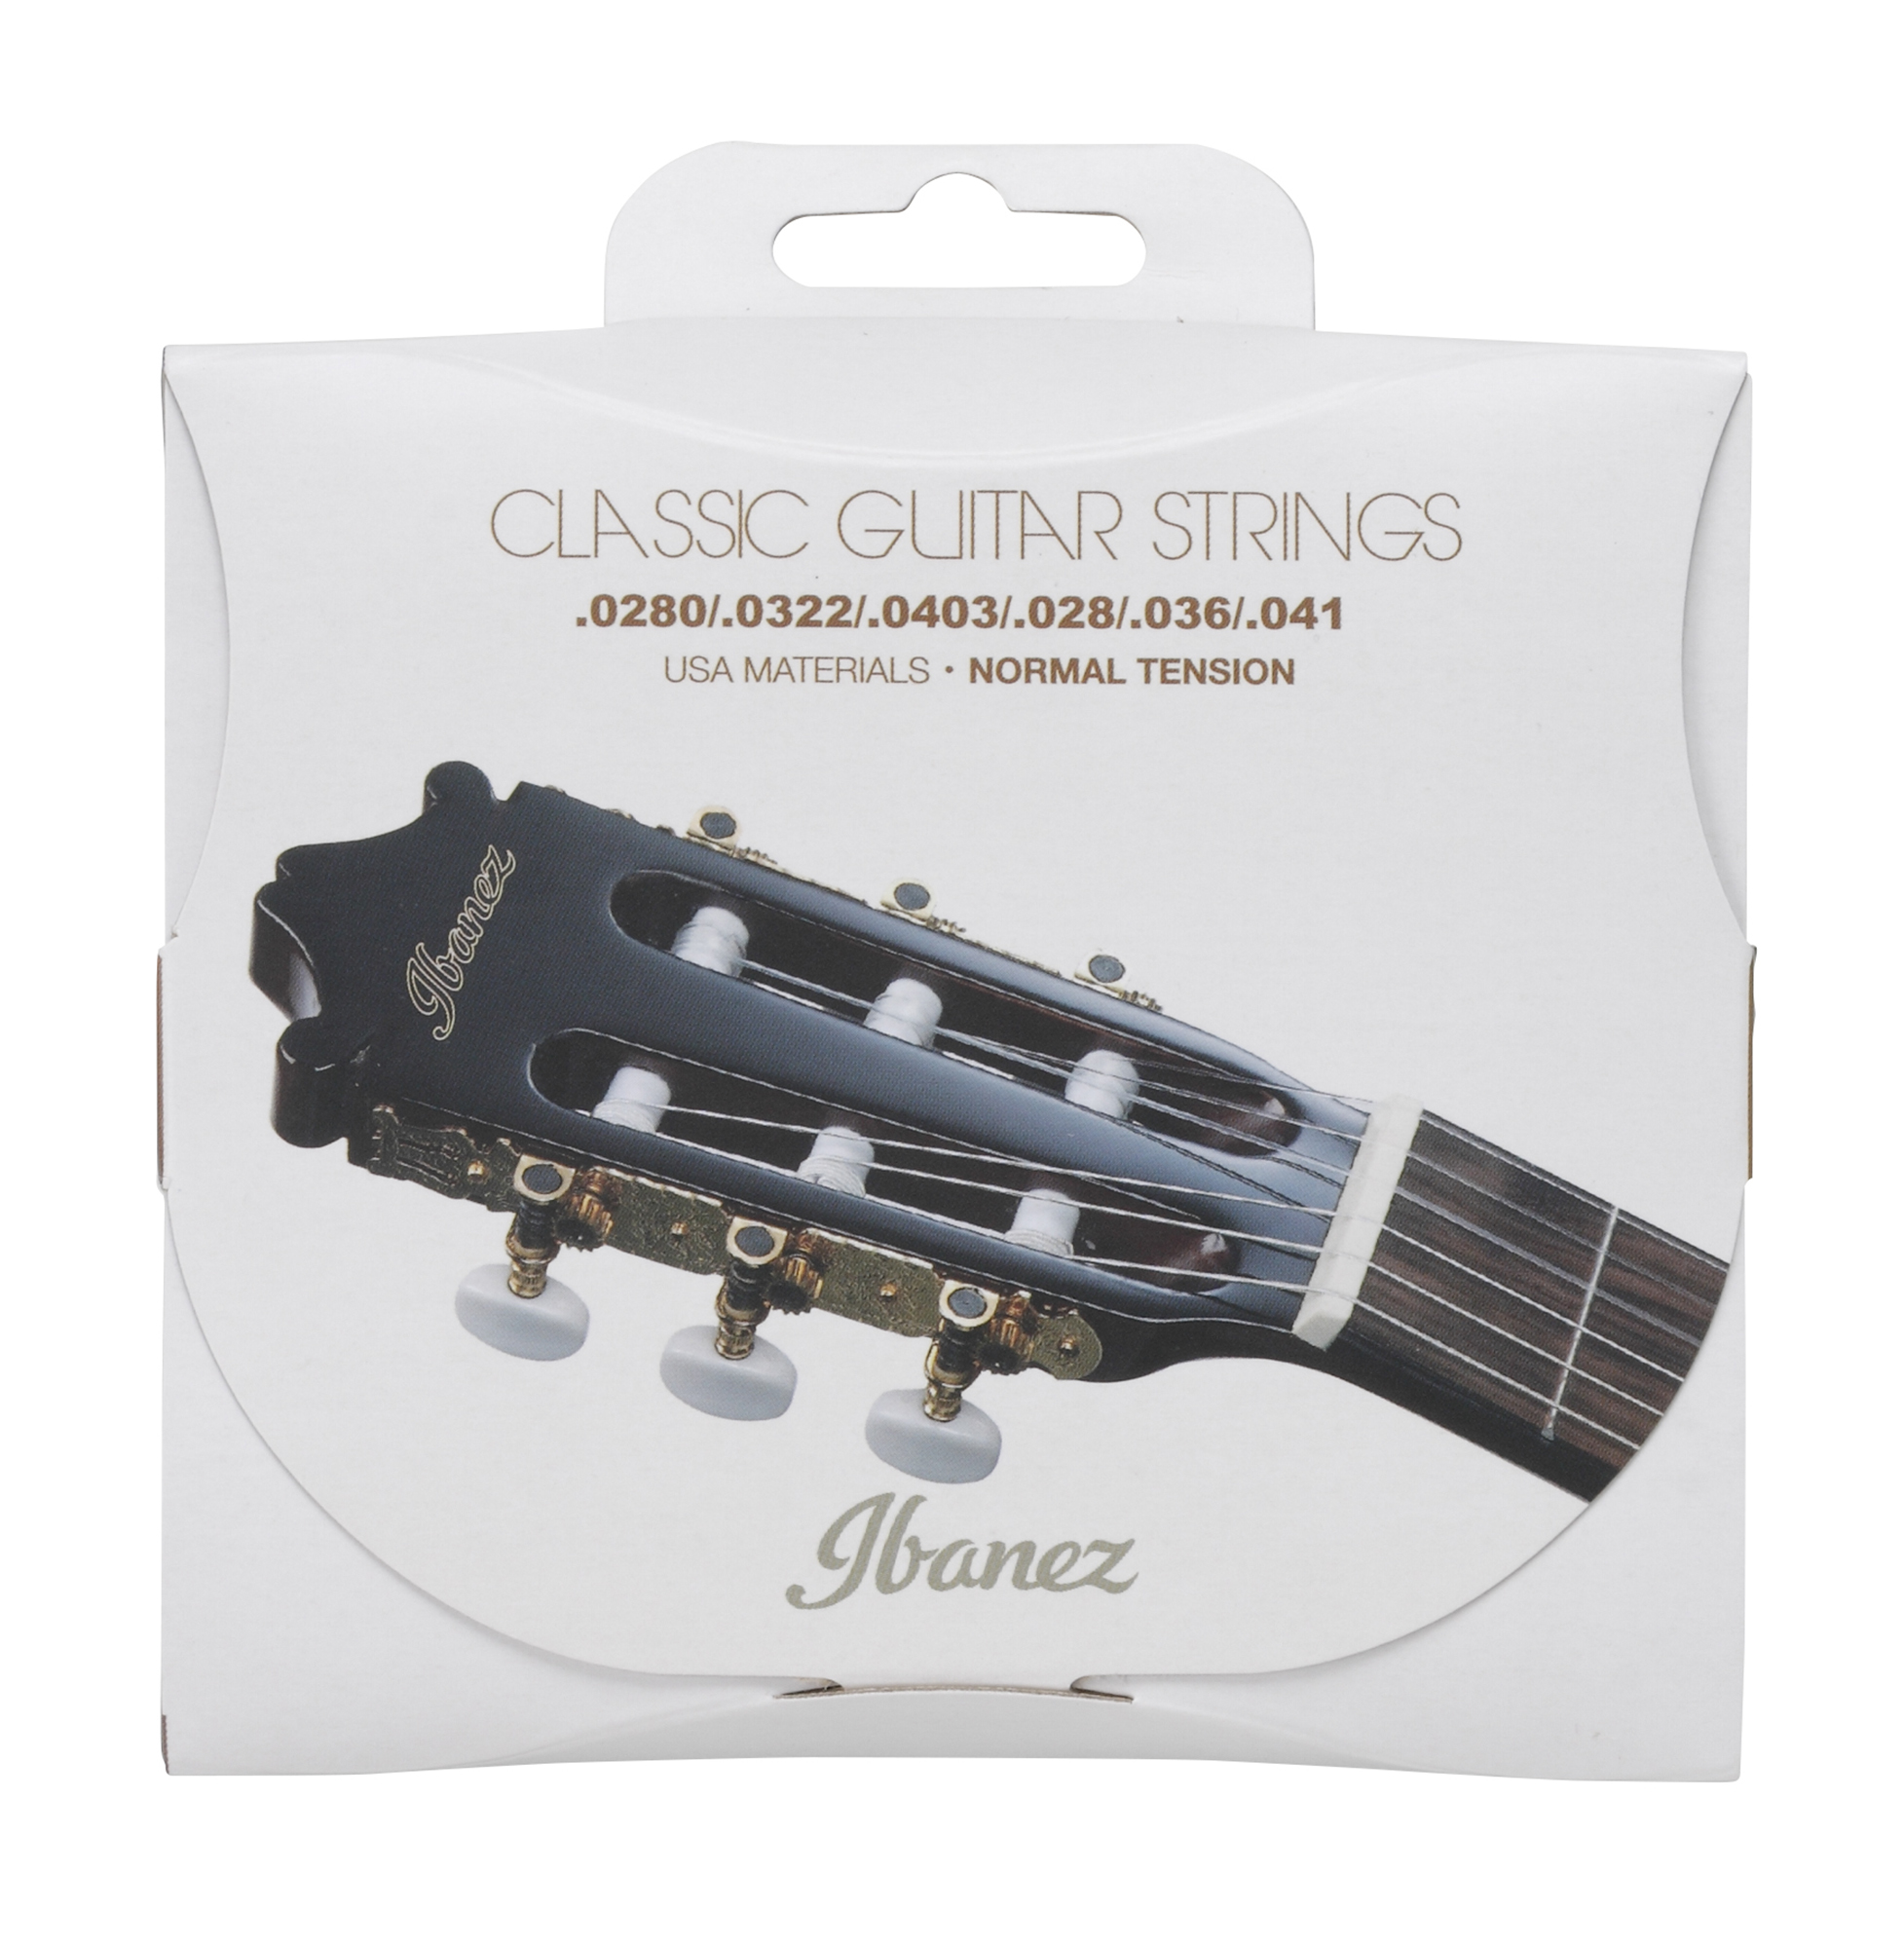 CLASSIC GUITAR STRINGS
.0280/.0322/.0403/.028/.036/.041
USA MATERIALS • NORMAL TENSION
Ibanez
Ibanez